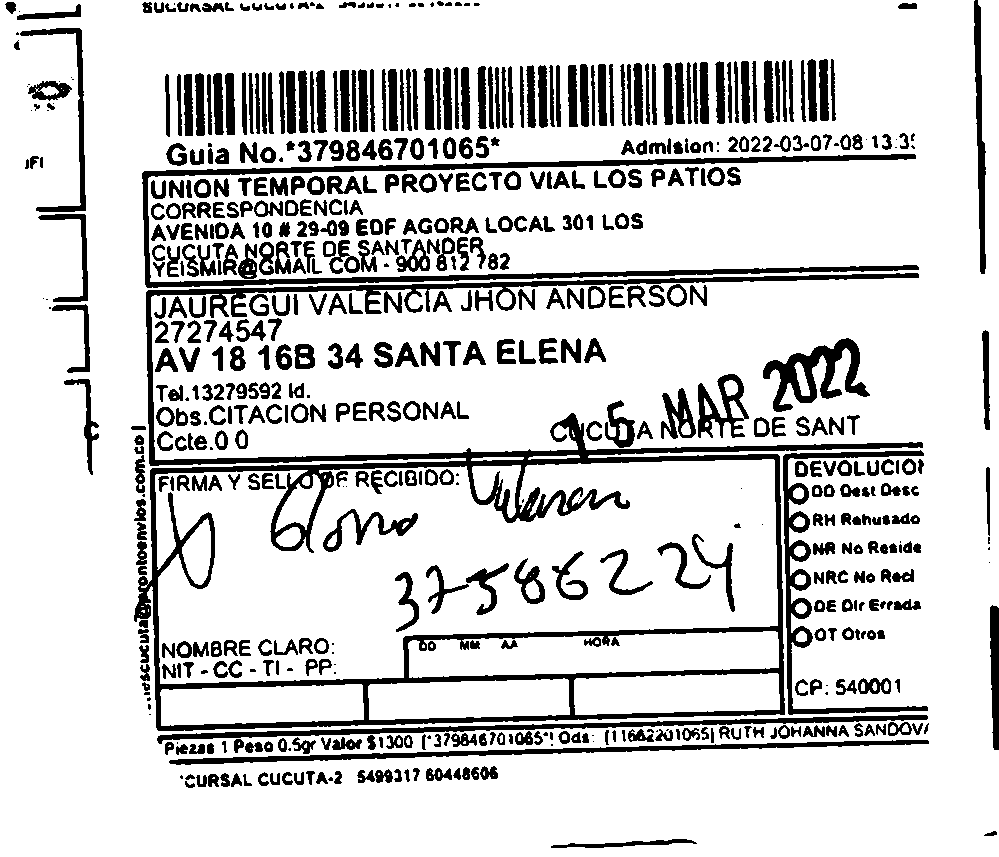 Guia No.*379846701065*
Admision: 2022-03-07-08 13:35
UNION TEMPORAL PROYECTO VIAL LOS PATIOS
CORRESPONDENCIA
AVENIDA 10 # 29-09 EDF AGORA LOCAL 301 LOS
CUCUTA NORTE DE SANTANDER
YEISMIR@GMAIL COM - 900 812 782
JAUREGUI VALENCIA JHON ANDERSON
27274547
AV 18 16B 34 SANTA ELENA
Tel.13279592 Id.
Obs.CITACION PERSONAL
Ccte.0 0
15 MAR 2022
CUCUTA NORTE DE SANT
FIRMA Y SELLO DE RECIBIDO:
37586224
NOMBRE CLARO:
NIT - CC - TI - PP:
DD MM AA HORA
DEVOLUCION
DD Dest Desc
RH Rehusado
NR No Reside
NRC No Recl
DE Dir Errada
OT Otros
CP: 540001
Piezas 1 Peso 0.5gr Valor $1300 [*379846701065*] Ods: [11662201065] RUTH JOHANNA SANDOV
CURSAL CUCUTA-2 5499317 60448606